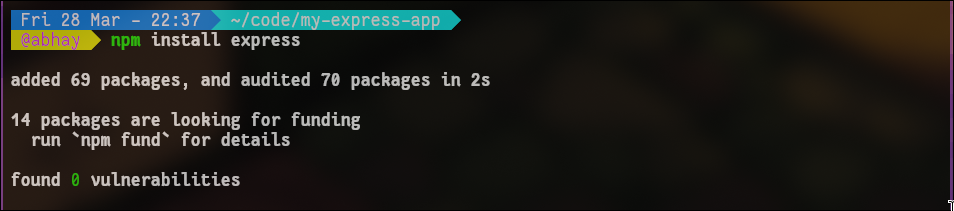 Fri 28 Mar - 22:37 ~/code/my-express-app
@abhay npm install express
added 69 packages, and audited 70 packages in 2s
14 packages are looking for funding
run `npm fund` for details
found 0 vulnerabilities